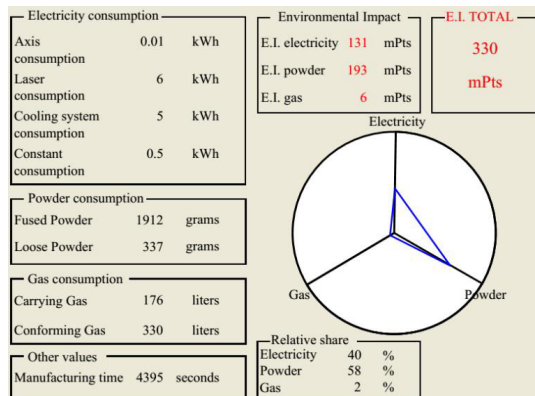 Electricity consumption
Axis consumption 0.01 kWh
Laser consumption 6 kWh
Cooling system consumption 5 kWh
Constant consumption 0.5 kWh
Powder consumption
Fused Powder 1912 grams
Loose Powder 337 grams
Gas consumption
Carrying Gas 176 liters
Conforming Gas 330 liters
Other values
Manufacturing time 4395 seconds
Environmental Impact
E.I. electricity 131 mPts
E.I. powder 193 mPts
E.I. gas 6 mPts
E.I. TOTAL
330
mPts
Electricity
Gas
Powder
Relative share
Electricity 40 %
Powder 58 %
Gas 2 %